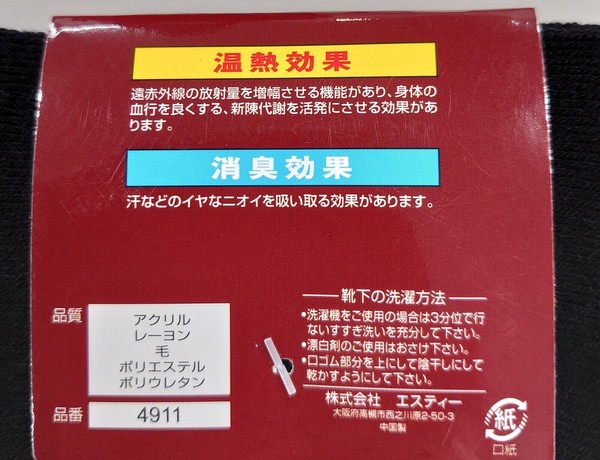 温熱効果
遠赤外線の放射量を増幅させる機能があり、身体の
血行を良くする、新陳代謝を活発にさせる効果があ
ります。
消臭効果
汗などのイヤなニオイを吸い取る効果があります。
品質
アクリル
レーヨン
毛
ポリエステル
ポリウレタン
品番
4911
靴下の洗濯方法
•洗濯機をご使用の場合は3分位で行
ないすすぎ洗いを充分して下さい。
•漂白剤のご使用はおさけ下さい。
•口ゴム部分を上にして陰干しにして
乾かすようにして下さい。
株式会社 エスティー
大阪府高槻市西之川原2-50-3
中国製
紙
口紙